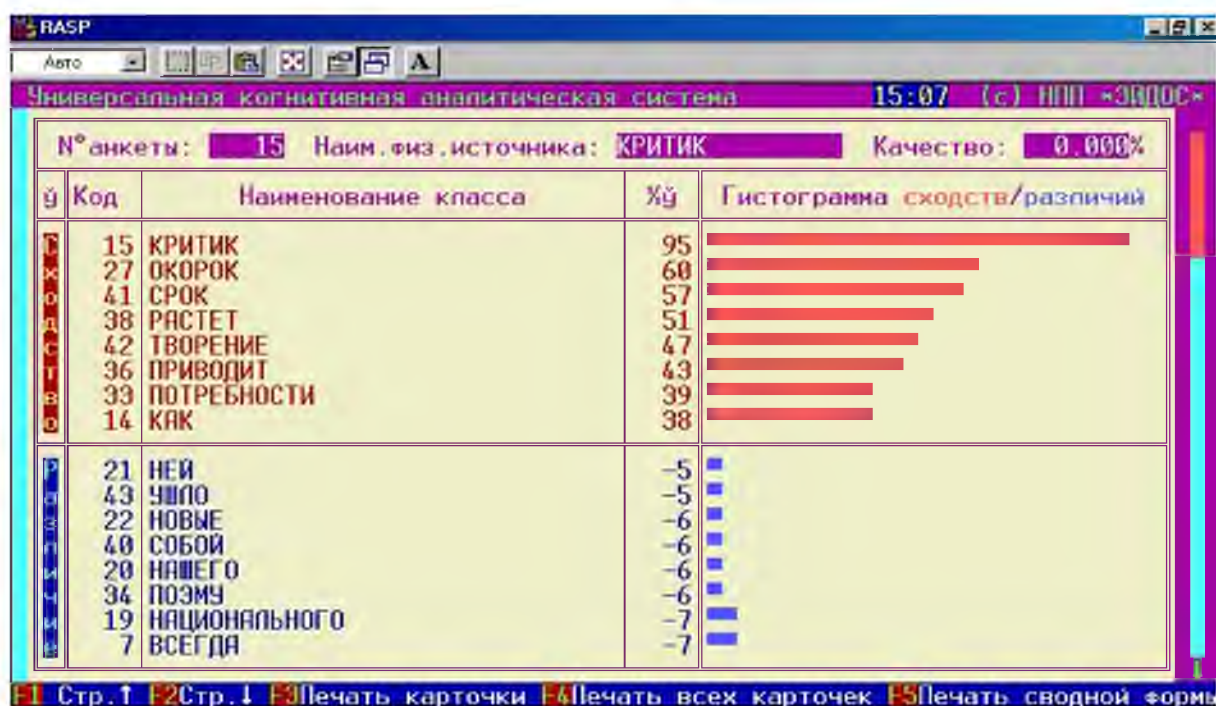 RASP
Авто
A
Универсальная когнитивная аналитическая система 15:07 (c) НПП *ЭЙДОС*
N°анкеты: 15 Наим.физ.источника: КРИТИК Качество: 0.000%
ў Код Наименование класса %ў Гистограмма сходств/различий
Сходство
15 КРИТИК 95
27 ОКОРОК 60
41 СРОК 57
38 РАСТЕТ 51
42 ТВОРЕНИЕ 47
36 ПРИВОДИТ 43
33 ПОТРЕБНОСТИ 39
14 КАК 38
Различие
21 НЕЙ -5
43 УШЛО -5
22 НОВЫЕ -6
40 СОБОЙ -6
20 НАШЕГО -6
34 ПОЭМУ -6
19 НАЦИОНАЛЬНОГО -7
7 ВСЕГДА -7
F1 Стр.↑ F2Стр.↓ F3Печать карточки F4Печать всех карточек F5Печать сводной формы